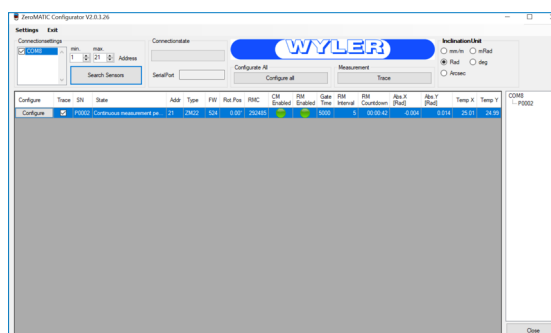 ZeroMATIC Configurator V2.0.3.26
Settings Exit
Connectionsettings
COM8
min. max.
1 21 Address
Search Sensors
Connectionstate
SerialPort
WYLER
Configurate All
Configure all
Measurement
Trace
InclinationUnit
mm/m mRad
Rad deg
Arcsec
Configure Trace SN State Addr Type FW Rot.Pos RMC CM Enabled RM Enabled Gate Time RM Interval RM Countdown Abs.X [Rad] Abs.Y [Rad] Temp X Temp Y
Configure P0002 Continuous measurement pe... 21 ZM22 524 0.00° 292485 5000 5 00:00:42 -0.004 0.014 25.01 24.99
COM8
P0002
Close